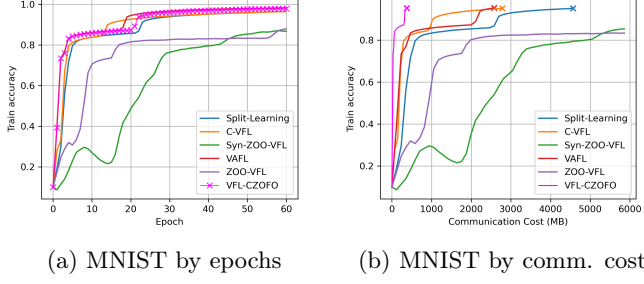 1.0
0.8
0.6
0.4
0.2
Train accuracy
0
10
20
30
40
50
60
Epoch
Split-Learning
C-VFL
Syn-ZOO-VFL
VAFL
ZOO-VFL
VFL-CZOFO
0.8
0.6
0.4
0.2
Train accuracy
0
1000
2000
3000
4000
5000
6000
Communication Cost (MB)
Split-Learning
C-VFL
Syn-ZOO-VFL
VAFL
ZOO-VFL
VFL-CZOFO
(a) MNIST by epochs
(b) MNIST by comm. cost